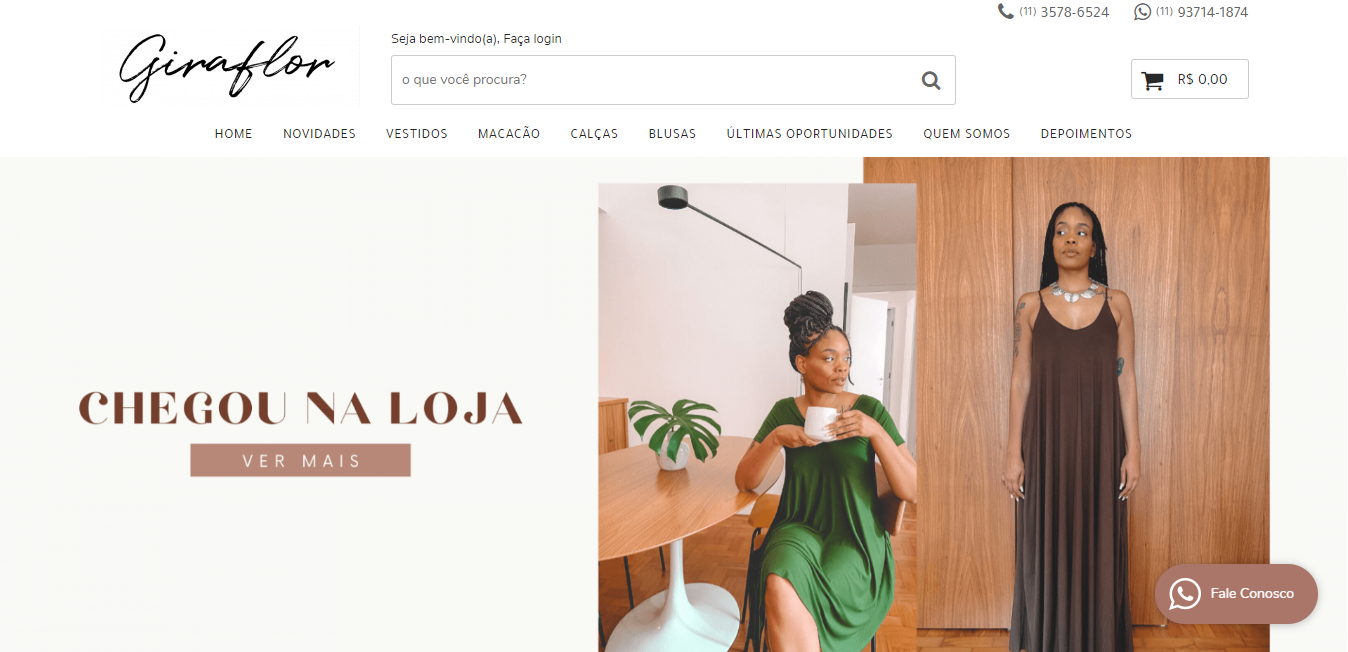 (11) 3578-6524 (11) 93714-1874
Giraflor
Seja bem-vindo(a), Faça login
o que você procura?
R$ 0,00
HOME NOVIDADES VESTIDOS MACACÃO CALÇAS BLUSAS ÚLTIMAS OPORTUNIDADES QUEM SOMOS DEPOIMENTOS
CHEGOU NA LOJA
VER MAIS
Fale Conosco